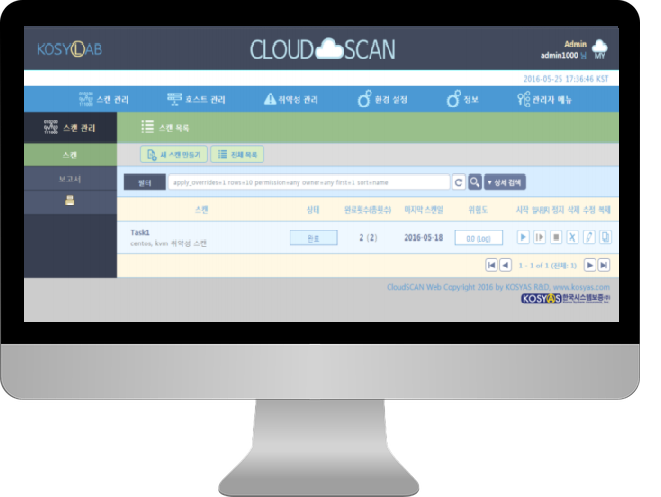 KOSYLAB
CLOUD SCAN
Admin
admin1000 님 MY
2016-05-25 17:36:46 KST
스캔 관리 호스트 관리 취약성 관리 환경 설정 정보 관리자 메뉴
스캔 관리 스캔 목록
스캔 새 스캔만들기 전체 목록
보고서
필터 apply_overrides=1 rows=10 permission=any owner=any first=1 sort=name 상세 검색
스캔 상태 완료횟수(총횟수) 마지막 스캔일 위험도 시작 정지 삭제 수정 복제
Task1
centos, kvm 취약성 스캔 완료 2 (2) 2016-05-18 0.0 (Log)
1 - 1 of 1 (전체: 1)
CloudSCAN Web Copyright 2016 by KOSYAS R&D, www.kosyas.com
KOSYAS 한국시스템보증㈜